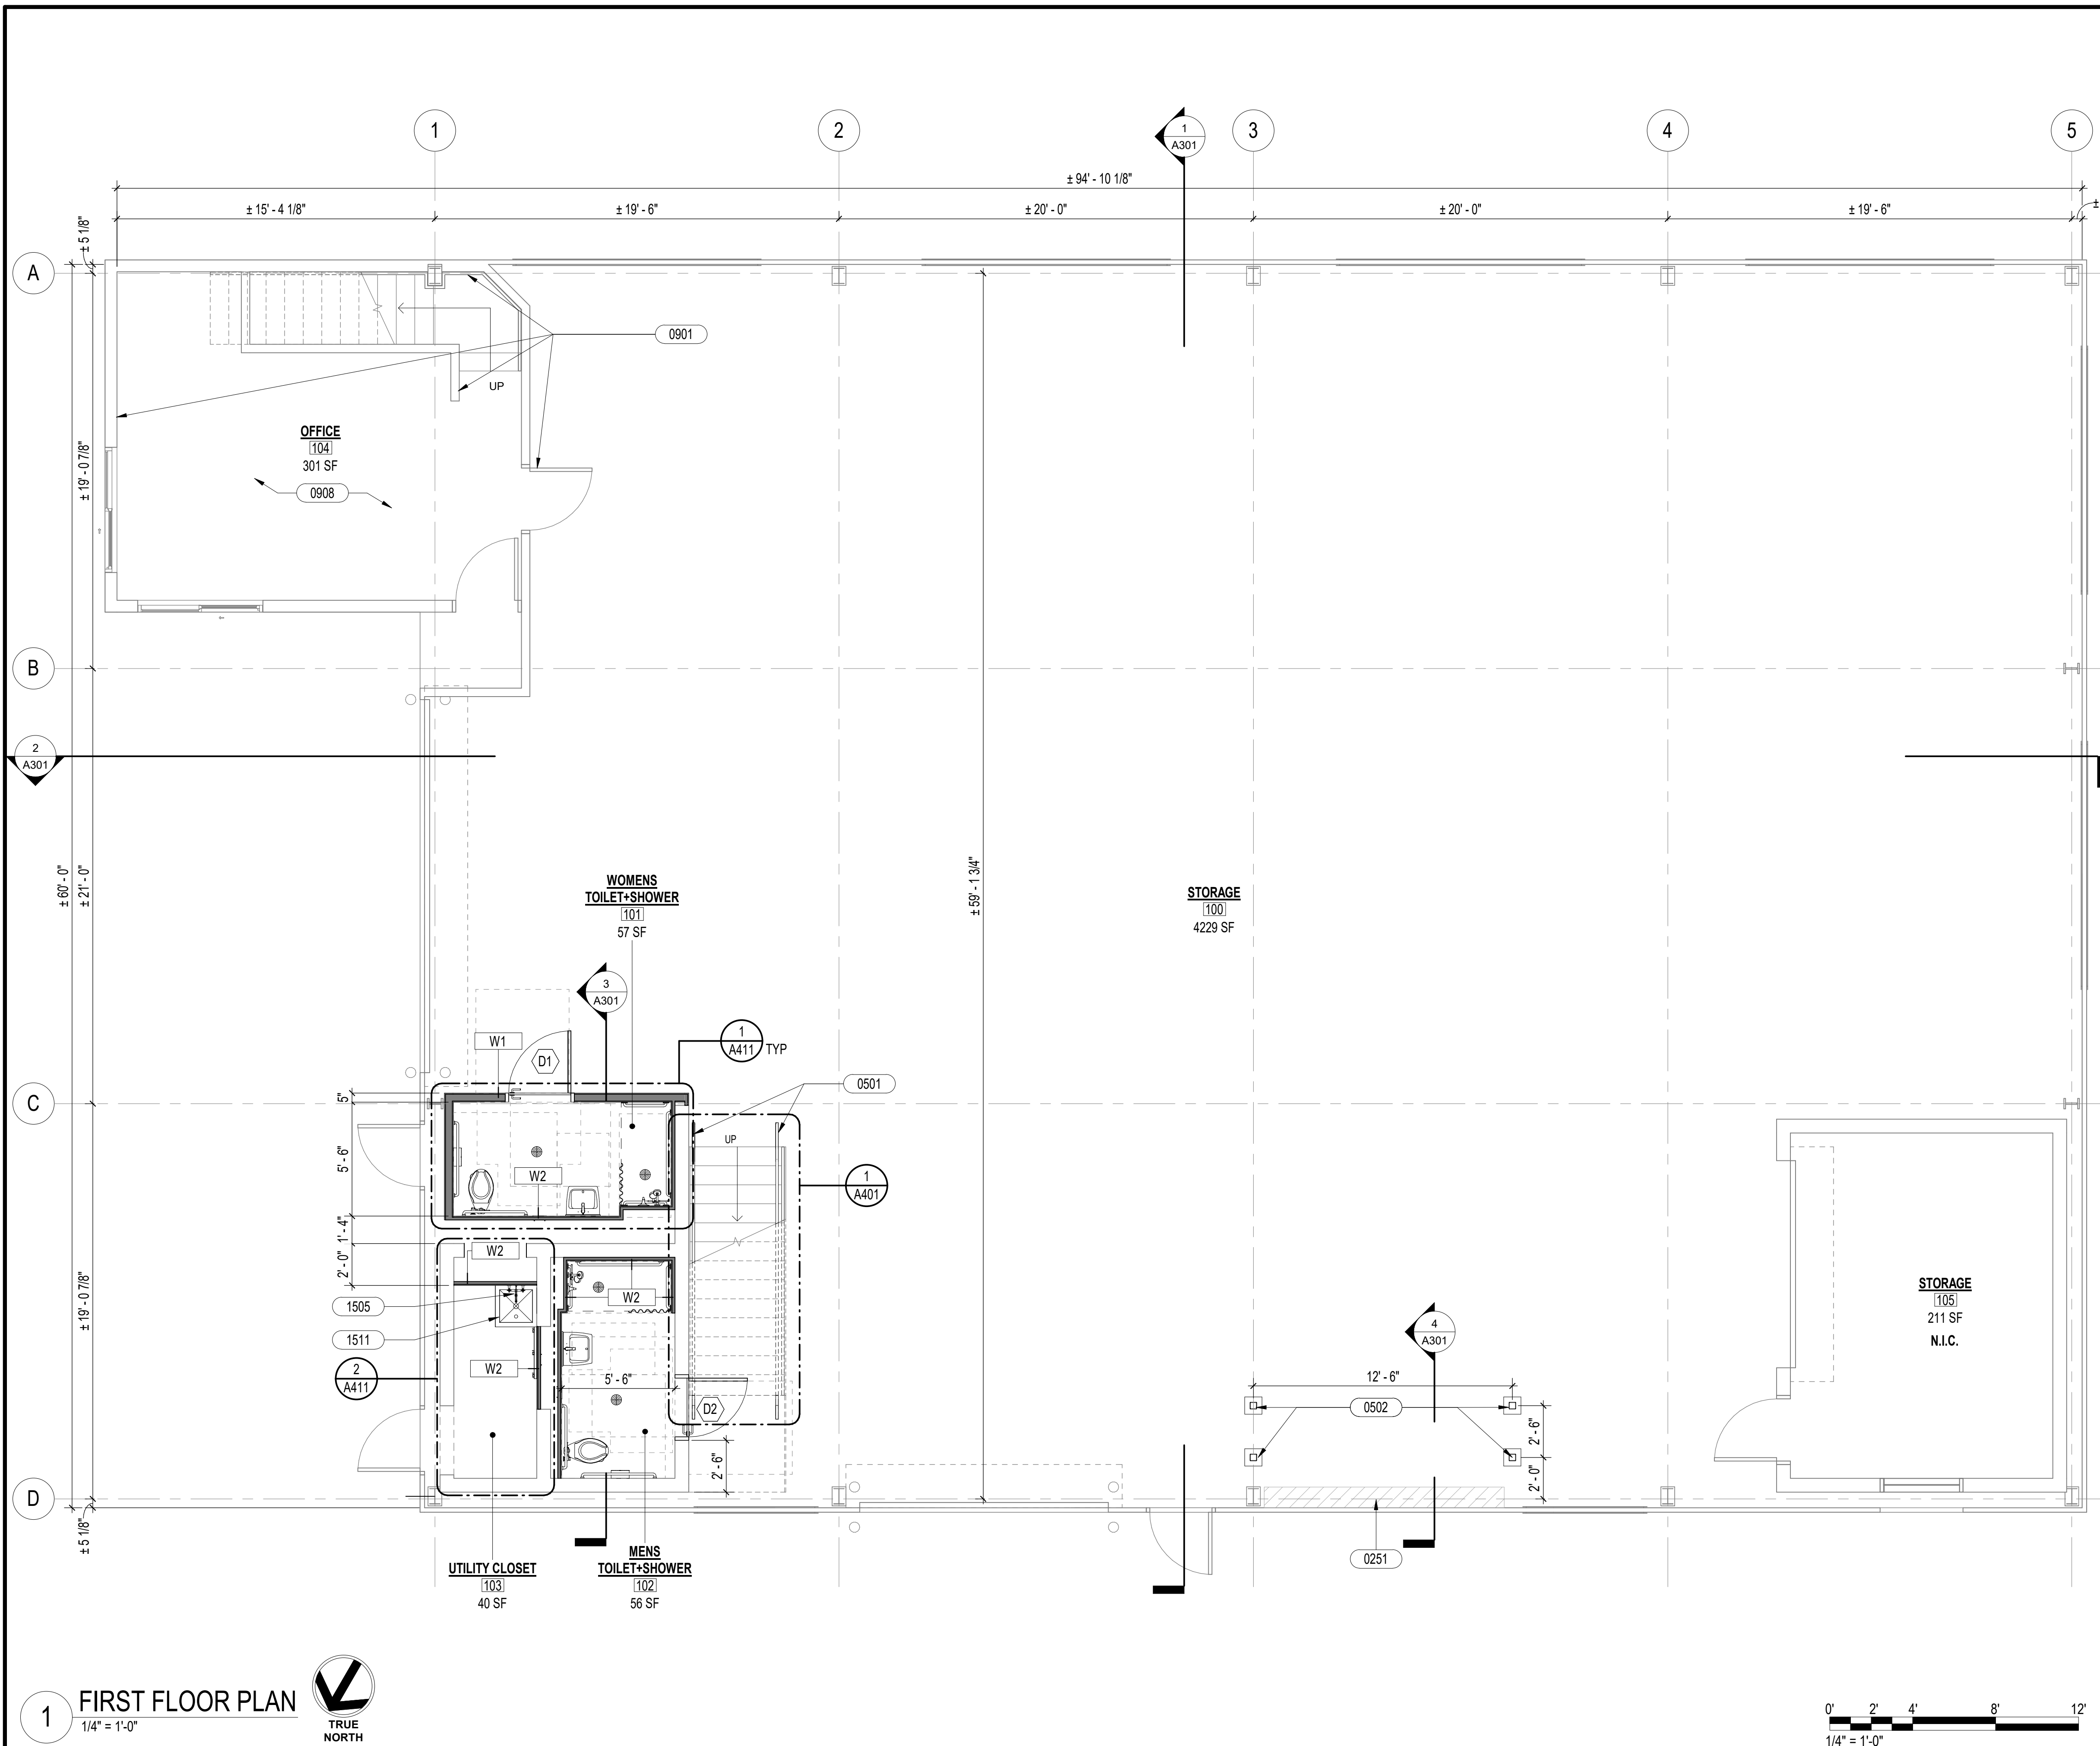 1
2
1
A301
3
4
5
± 94' - 10 1/8"
± 15' - 4 1/8"
± 19' - 6"
± 20' - 0"
± 20' - 0"
± 19' - 6"
±
± 5 1/8"
A
0901
UP
OFFICE
104
301 SF
0908
± 19' - 0 7/8"
B
2
A301
± 60' - 0"
± 21' - 0"
± 59' - 1 3/4"
WOMENS
TOILET+SHOWER
101
57 SF
STORAGE
100
4229 SF
3
A301
W1
D1
1
A411
TYP
0501
C
5"
5' - 6"
UP
W2
1
A401
1' - 4"
2' - 0"
W2
W2
1505
1511
± 19' - 0 7/8"
W2
2
A411
5' - 6"
D2
2' - 6"
STORAGE
105
211 SF
N.I.C.
4
A301
12' - 6"
0502
2' - 6"
2' - 0"
D
± 5 1/8"
0251
UTILITY CLOSET
103
40 SF
MENS
TOILET+SHOWER
102
56 SF
1
FIRST FLOOR PLAN
1/4" = 1'-0"
TRUE
NORTH
0' 2' 4' 8' 12'
1/4" = 1'-0"